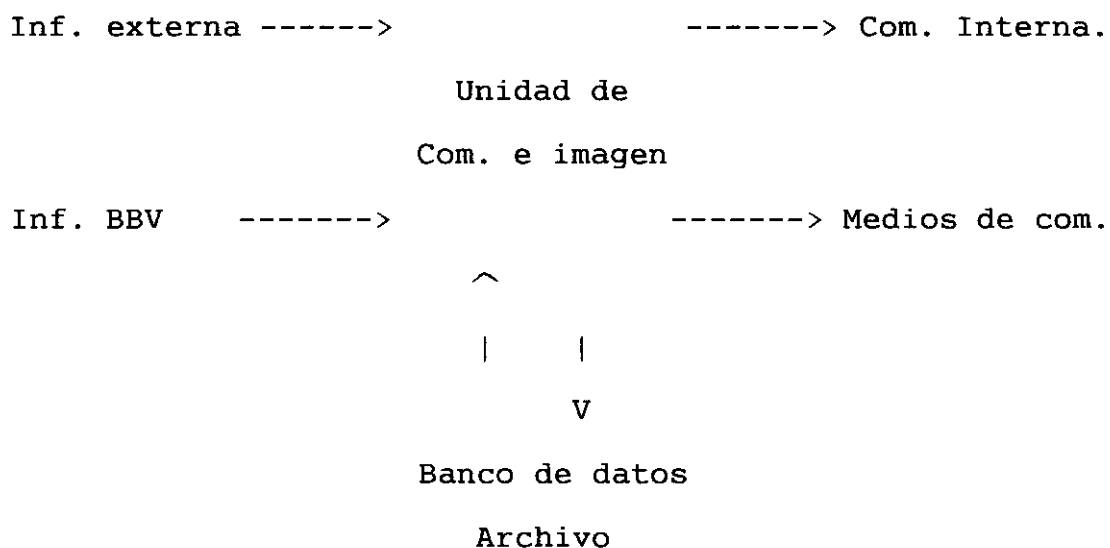 Inf. externa ------> -------> Com. Interna.
Unidad de
Com. e imagen
Inf. BBV -------> -------> Medios de com.
^
| |
V
Banco de datos
Archivo